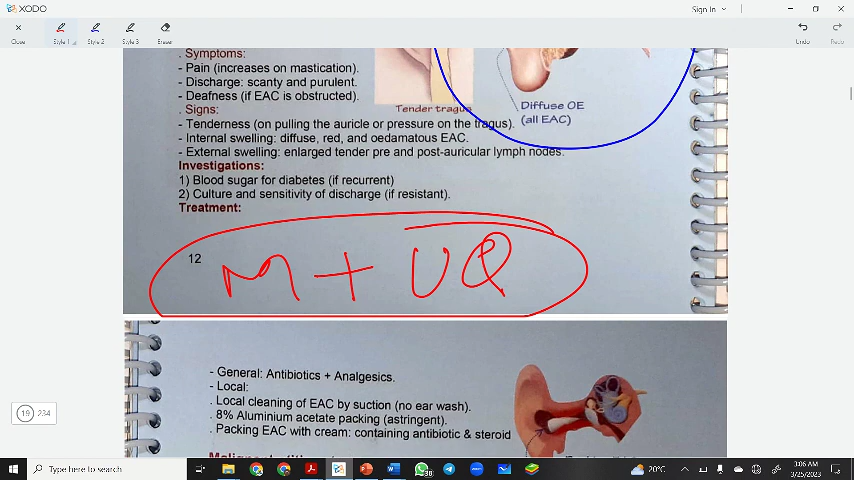 XODO
Sign In
Close
Style 1
Style 2
Style 3
Eraser
Undo
Redo
. Symptoms:
- Pain (increases on mastication).
- Discharge: scanty and purulent.
- Deafness (if EAC is obstructed).
Tender tragus
Diffuse OE
(all EAC)
. Signs:
- Tenderness (on pulling the auricle or pressure on the tragus).
- Internal swelling: diffuse, red, and oedamatous EAC.
- External swelling: enlarged tender pre and post-auricular lymph nodes.
Investigations:
1) Blood sugar for diabetes (if recurrent)
2) Culture and sensitivity of discharge (if resistant).
Treatment:
12
M + UQ
- General: Antibiotics + Analgesics.
- Local:
. Local cleaning of EAC by suction (no ear wash).
. 8% Aluminium acetate packing (astringent).
. Packing EAC with cream: containing antibiotic & steroid
19 234
Type here to search
38
20°C
3:06 AM
3/25/2023